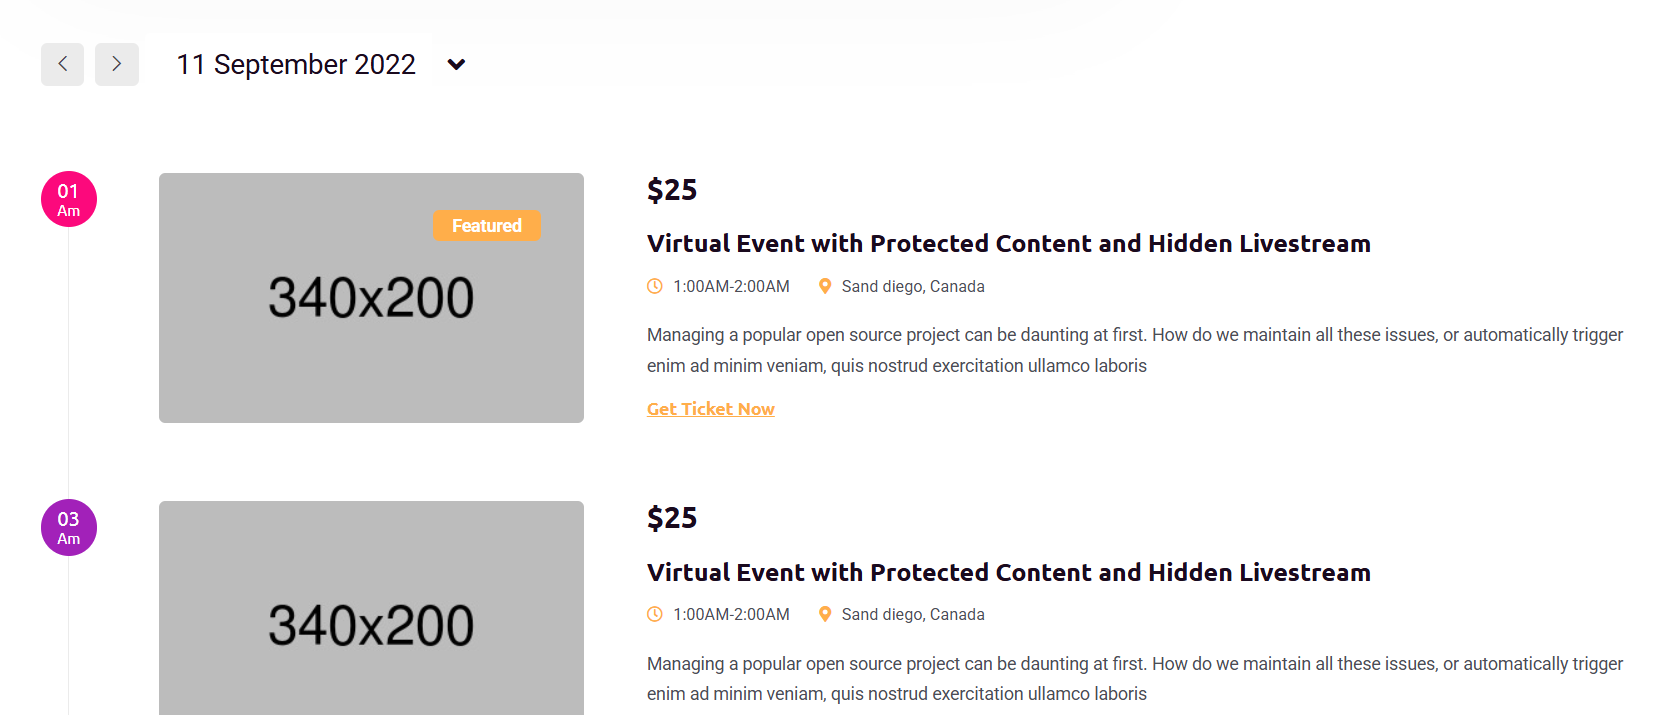 11 September 2022
01
Am
Featured
340x200
$25
Virtual Event with Protected Content and Hidden Livestream
1:00AM-2:00AM Sand diego, Canada
Managing a popular open source project can be daunting at first. How do we maintain all these issues, or automatically trigger
enim ad minim veniam, quis nostrud exercitation ullamco laboris
Get Ticket Now
03
Am
340x200
$25
Virtual Event with Protected Content and Hidden Livestream
1:00AM-2:00AM Sand diego, Canada
Managing a popular open source project can be daunting at first. How do we maintain all these issues, or automatically trigger
enim ad minim veniam, quis nostrud exercitation ullamco laboris